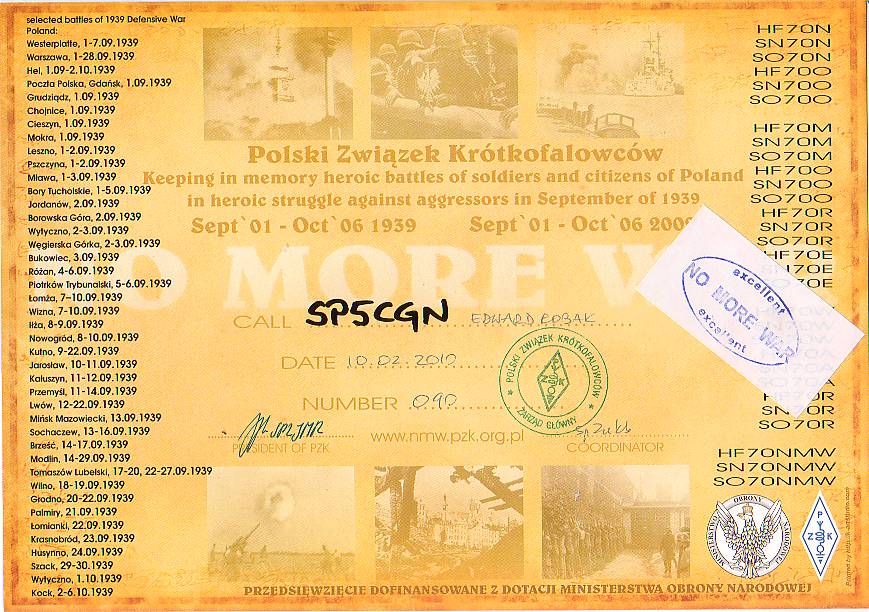 selected battles of 1939 Defensive War
Poland:
Westerplatte, 1-7.09.1939
Warszawa, 1-28.09.1939
Hel, 1.09-2.10.1939
Poczta Polska, Gdańsk, 1.09.1939
Grudziądz, 1.09.1939
Chojnice, 1.09.1939
Cieszyn, 1.09.1939
Mokra, 1.09.1939
Leszno, 1-2.09.1939
Pszczyna, 1-2.09.1939
Mława, 1-3.09.1939
Bory Tucholskie, 1-5.09.1939
Jordanów, 2.09.1939
Borowska Góra, 2.09.1939
Wytyczno, 2-3.09.1939
Węgierska Górka, 2-3.09.1939
Bukowiec, 3.09.1939
Różan, 4-6.09.1939
Piotrków Trybunalski, 5-6.09.1939
Łomża, 7-10.09.1939
Wizna, 7-10.09.1939
Iłża, 8-9.09.1939
Nowogród, 8-10.09.1939
Kutno, 9-22.09.1939
Jarosław, 10-11.09.1939
Kałuszyn, 11-12.09.1939
Przemyśl, 11-14.09.1939
Lwów, 12-22.09.1939
Mińsk Mazowiecki, 13.09.1939
Sochaczew, 13-16.09.1939
Brześć, 14-17.09.1939
Modlin, 14-29.09.1939
Tomaszów Lubelski, 17-20, 22-27.09.1939
Wilno, 18-19.09.1939
Grodno, 20-22.09.1939
Palmiry, 21.09.1939
Łomianki, 22.09.1939
Krasnobród, 23.09.1939
Husynno, 24.09.1939
Szack, 29-30.1939
Wytyczno, 1.10.1939
Kock, 2-6.10.1939
Polski Związek Krótkofalowców
Keeping in memory heroic battles of soldiers and citizens of Poland
in heroic struggle against aggressors in September of 1939
Sept`01 - Oct`06 1939 Sept`01 - Oct`06
O MORE W
CALL SP5CGN EDWARD BOBAK
DATE 10.02.2010
NUMBER 090
POLSKI ZWIĄZEK KRÓTKOFALOWCÓW
ZARZĄD GŁÓWNY
PRESIDENT OF PZK
www.nmw.pzk.org.pl
COORDINATOR
PRZEDSIĘWZIĘCIE DOFINANSOWANE Z DOTACJI MINISTERSTWA OBRONY NARODOWEJ
HF70N
SN70N
SO70N
HF70O
SN70O
SO70O
HF70M
SN70M
SO70M
HF70O
SN70O
SO70O
HF70R
SN70R
SO70R
HF70E
SN70E
excellent
NO MORE WAR
excellent
HF70R
SN70R
SO70R
HF70NMW
SN70NMW
SO70NMW
MINISTERSTWO OBRONY NARODOWEJ
P
Z K